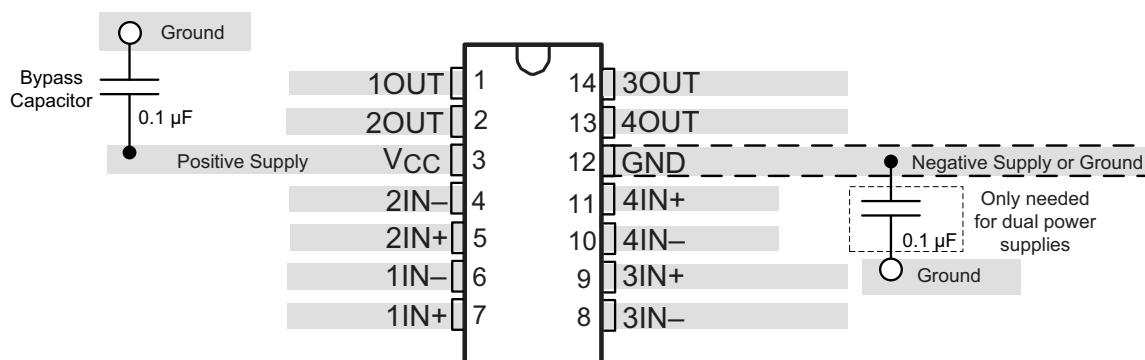 Ground
Bypass
Capacitor
0.1 µF
Positive Supply
1OUT 1
2OUT 2
VCC 3
2IN– 4
2IN+ 5
1IN– 6
1IN+ 7
14 3OUT
13 4OUT
12 GND
11 4IN+
10 4IN–
9 3IN+
8 3IN–
Negative Supply or Ground
Only needed
for dual power
supplies
0.1 µF
Ground